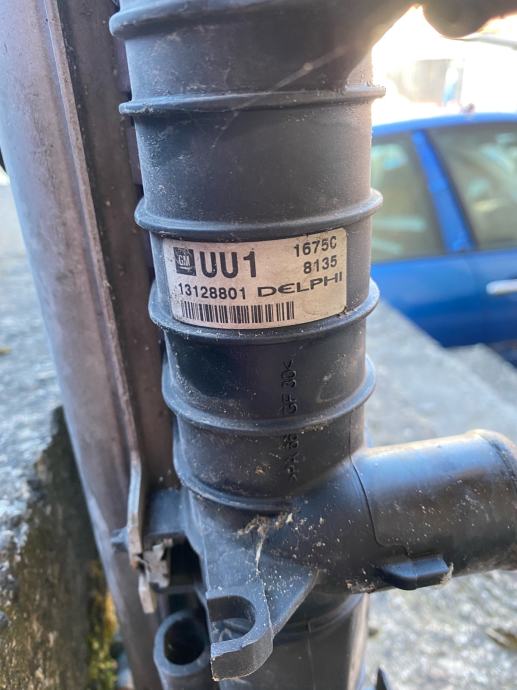 GM UU1 1675C
8135
13128801 DELPHI
>PA 66 GF 30<